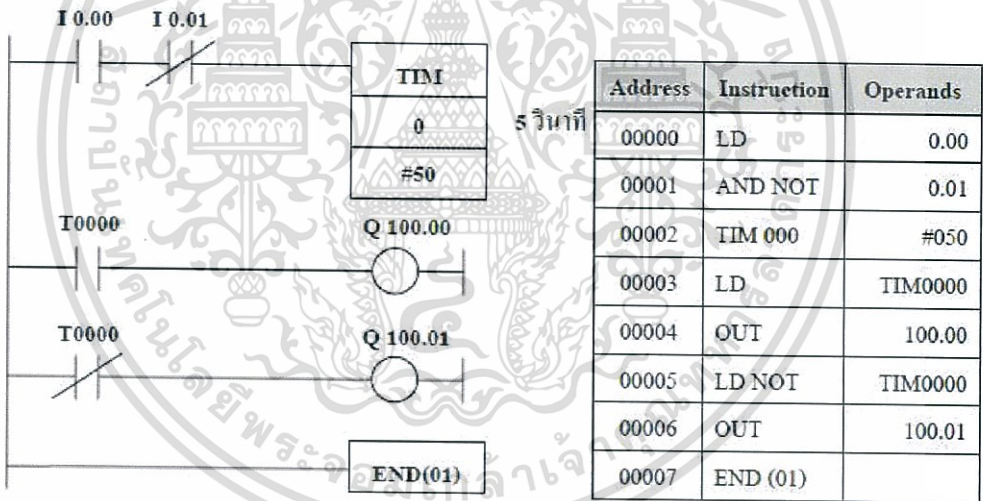 I 0.00 I 0.01
TIM
0
#50
5 วินาที
T0000 Q 100.00
T0000 Q 100.01
END(01)
Address Instruction Operands
00000 LD 0.00
00001 AND NOT 0.01
00002 TIM 000 #050
00003 LD TIM0000
00004 OUT 100.00
00005 LD NOT TIM0000
00006 OUT 100.01
00007 END (01)